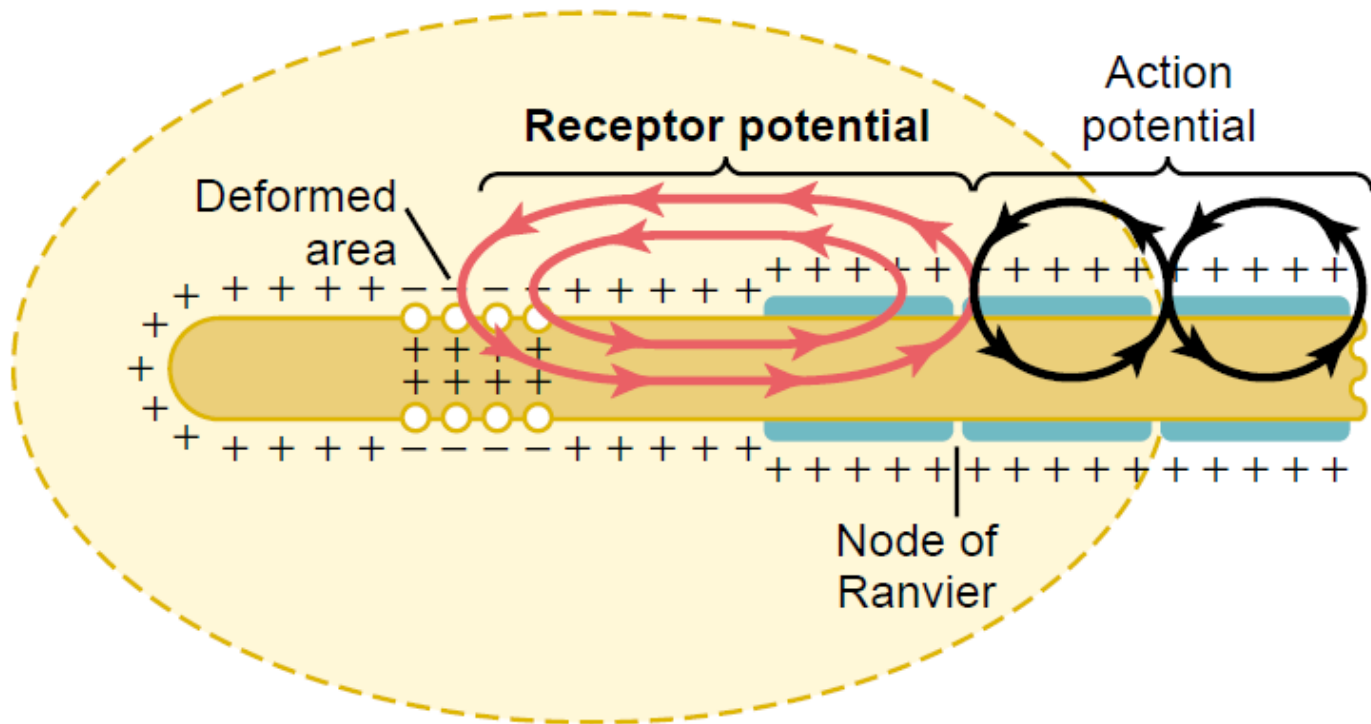 Action
potential
Receptor potential
Deformed
area
Node of
Ranvier